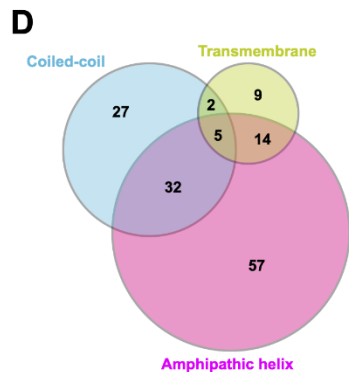 D
Transmembrane
Coiled-coil
27
2
9
5
14
32
57
Amphipathic helix